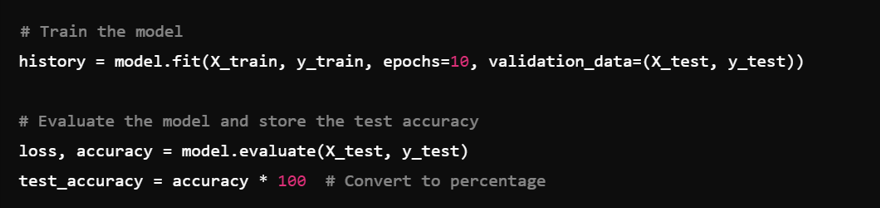 # Train the model
history = model.fit(X_train, y_train, epochs=10, validation_data=(X_test, y_test))
# Evaluate the model and store the test accuracy
loss, accuracy = model.evaluate(X_test, y_test)
test_accuracy = accuracy * 100  # Convert to percentage